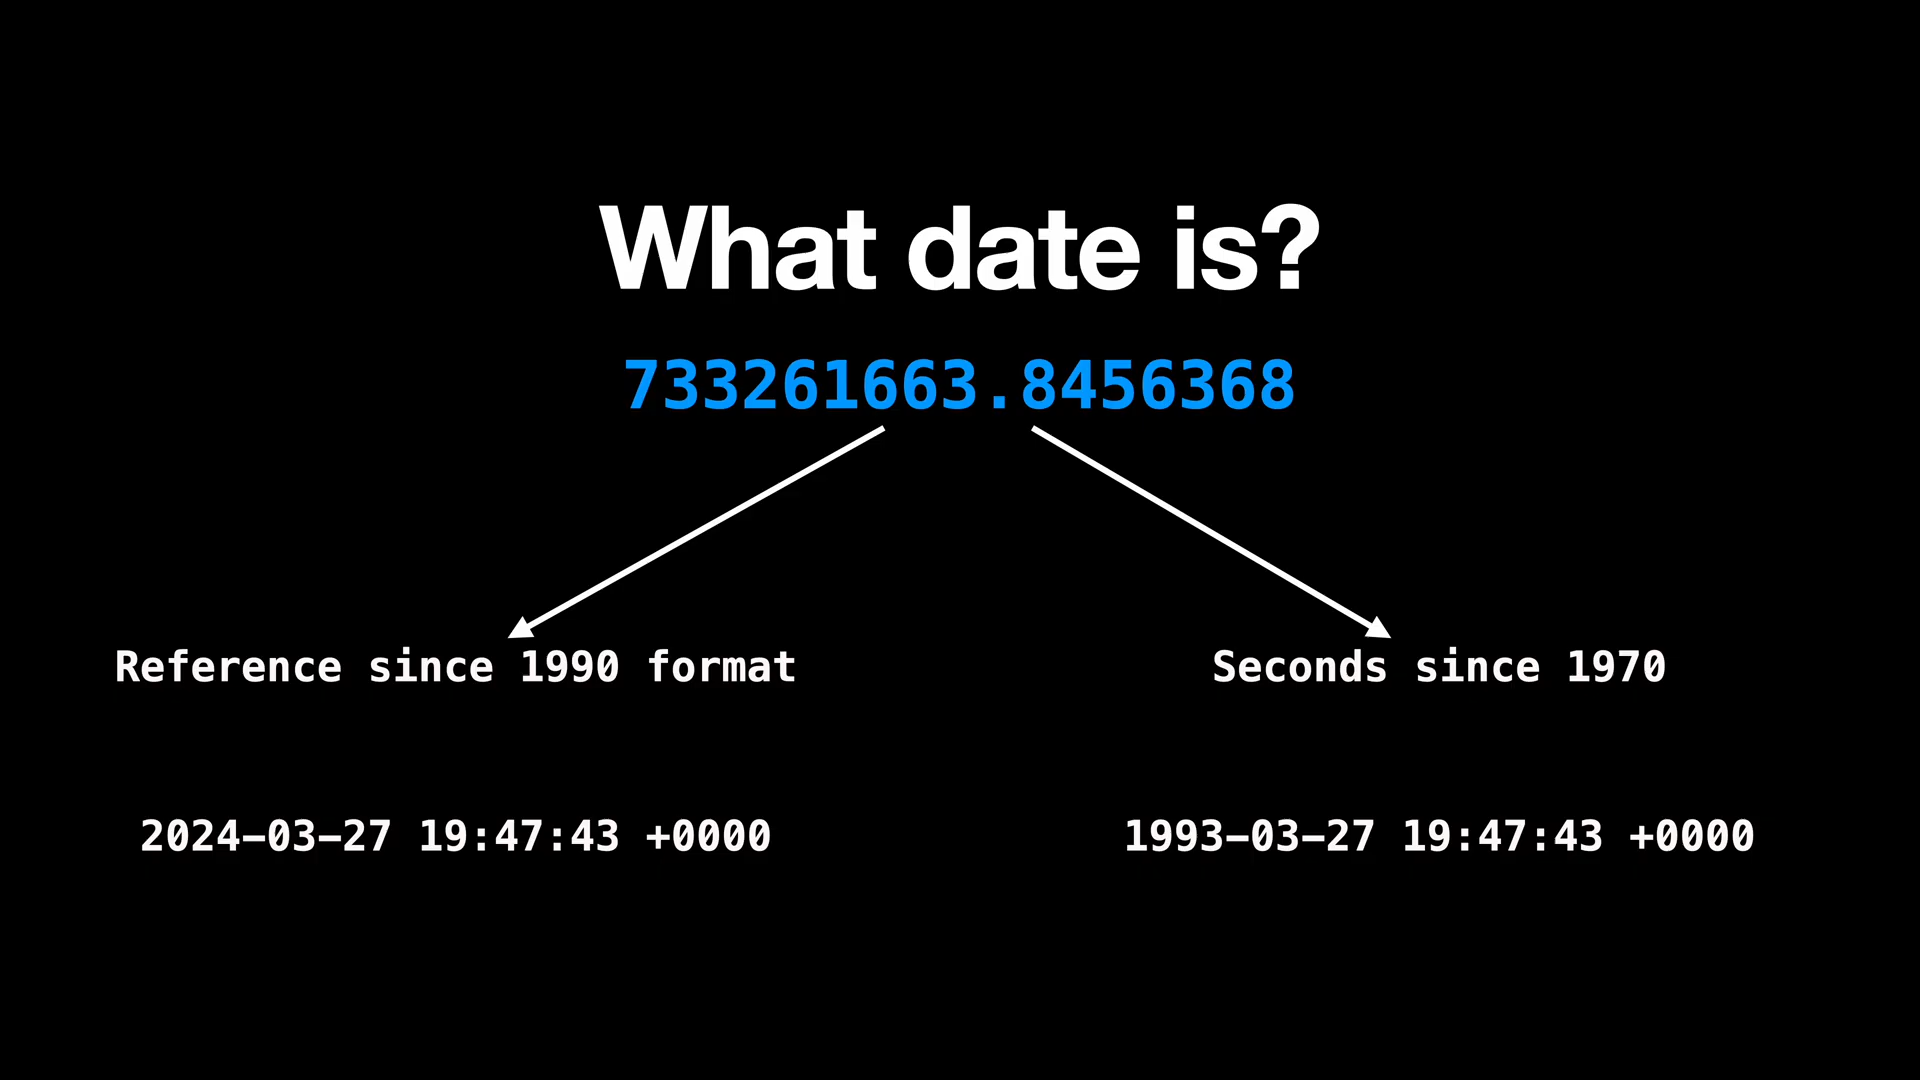 What date is?
733261663.8456368
Reference since 1990 format
Seconds since 1970
2024-03-27 19:47:43 +0000
1993-03-27 19:47:43 +0000